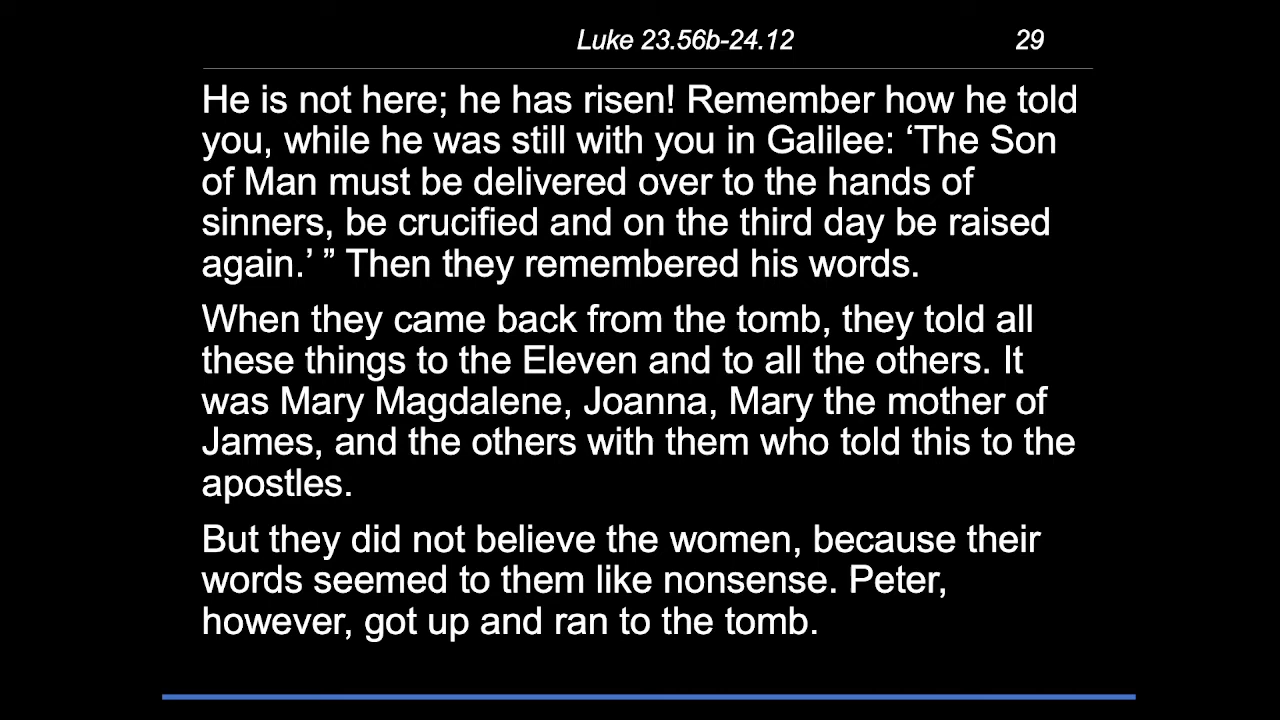 Luke 23.56b-24.12 29
He is not here; he has risen! Remember how he told
you, while he was still with you in Galilee: ‘The Son
of Man must be delivered over to the hands of
sinners, be crucified and on the third day be raised
again.’ ” Then they remembered his words.
When they came back from the tomb, they told all
these things to the Eleven and to all the others. It
was Mary Magdalene, Joanna, Mary the mother of
James, and the others with them who told this to the
apostles.
But they did not believe the women, because their
words seemed to them like nonsense. Peter,
however, got up and ran to the tomb.